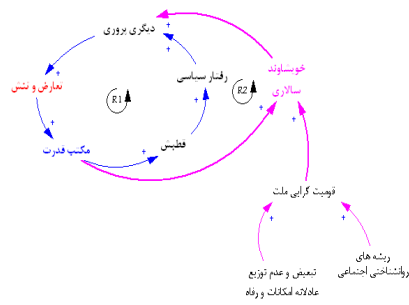 دیگری پروری
خویشاوند
سالاری
رفتار سیاسی
تعارض و تنش
R1
R2
قطبش
مکتب قدرت
قومیت گرایی ملت
ریشه های
روانشناختی اجتماعی
تبعیض و عدم توزیع
عادلانه امکانات و رفاه
+
+
+
+
+
+
+
+
+